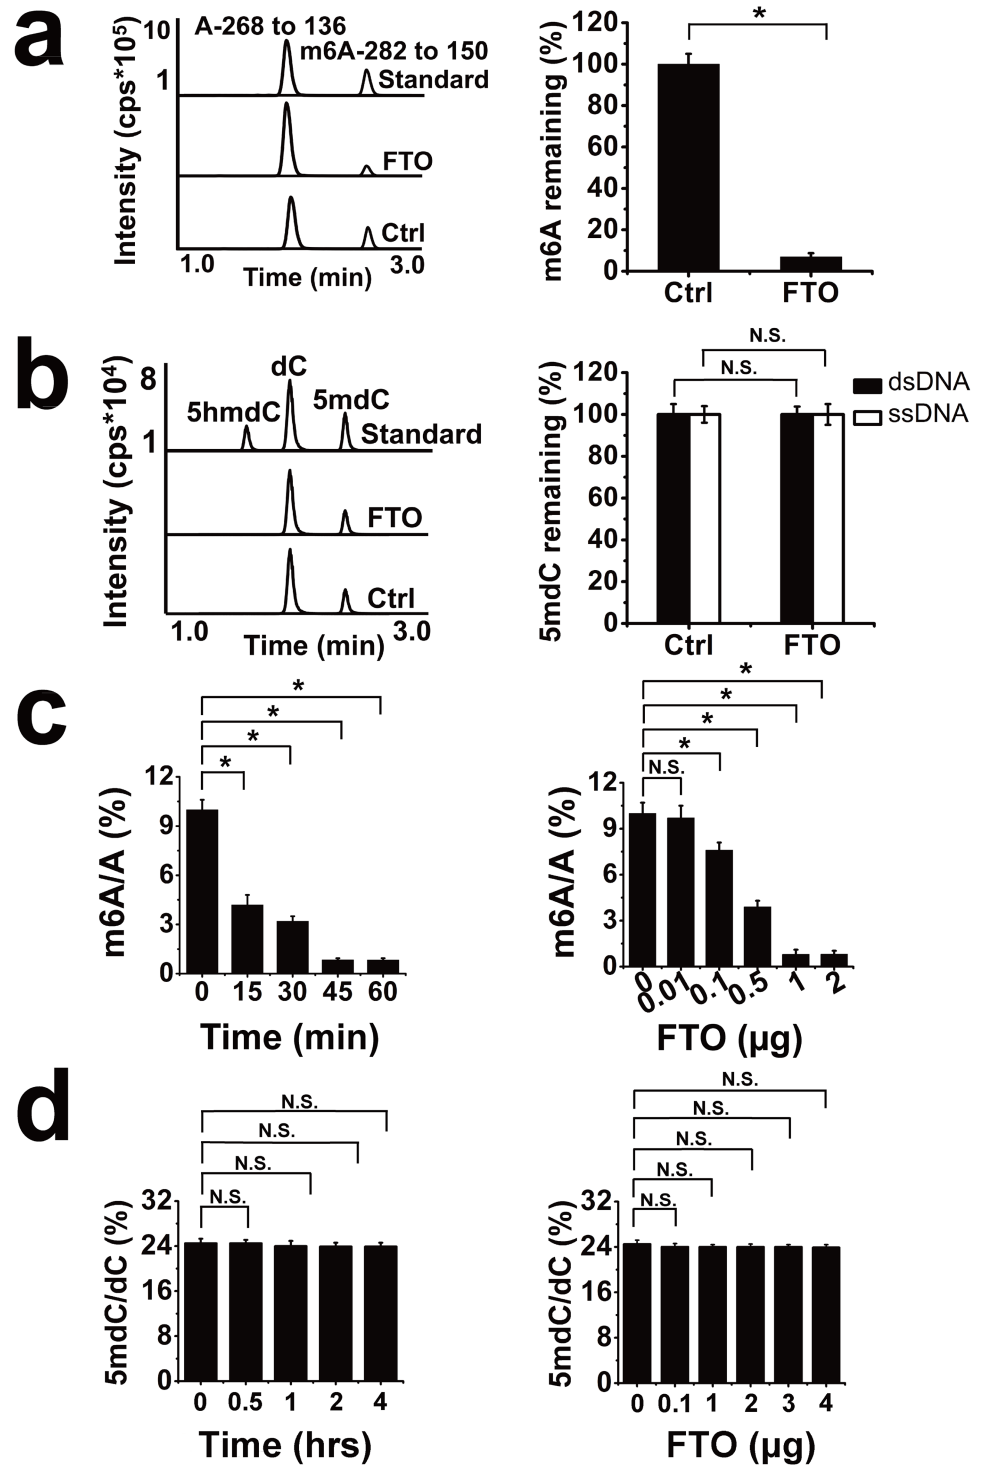 a
Intensity (cps*10⁵)
10
1
A-268 to 136
m6A-282 to 150
Standard
FTO
Ctrl
1.0
3.0
Time (min)
m6A remaining (%)
120
100
80
60
40
20
0
*
Ctrl
FTO
b
Intensity (cps*10⁴)
8
1
dC
5hmdC
5mdC
Standard
FTO
Ctrl
1.0
3.0
Time (min)
5mdC remaining (%)
120
100
80
60
40
20
0
N.S.
N.S.
dsDNA
ssDNA
Ctrl
FTO
c
m6A/A (%)
12
9
6
3
0
*
*
*
*
0 15 30 45 60
Time (min)
m6A/A (%)
12
9
6
3
0
*
*
*
*
N.S.
0 0.01 0.1 0.5 1 2
FTO (μg)
d
5mdC/dC (%)
32
24
16
8
0
N.S.
N.S.
N.S.
N.S.
0 0.5 1 2 4
Time (hrs)
5mdC/dC (%)
32
24
16
8
0
N.S.
N.S.
N.S.
N.S.
N.S.
0 0.1 1 2 3 4
FTO (μg)